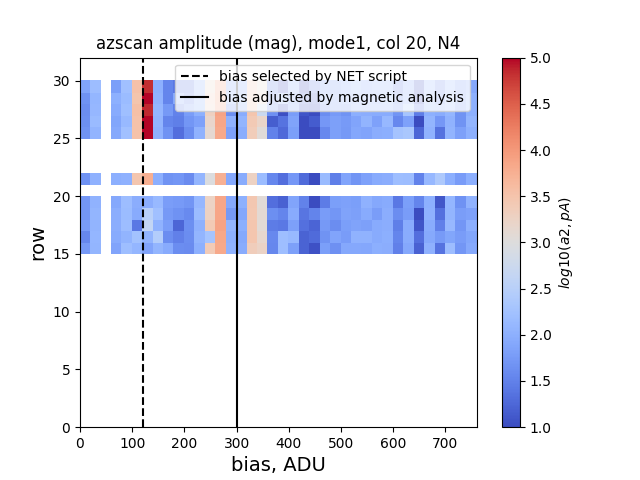 azscan amplitude (mag), mode1, col 20, N4
bias selected by NET script
bias adjusted by magnetic analysis
row
30
25
20
15
10
5
0
0 100 200 300 400 500 600 700
bias, ADU
5.0
4.5
4.0
3.5
3.0
2.5
2.0
1.5
1.0
log10(a2, pA)